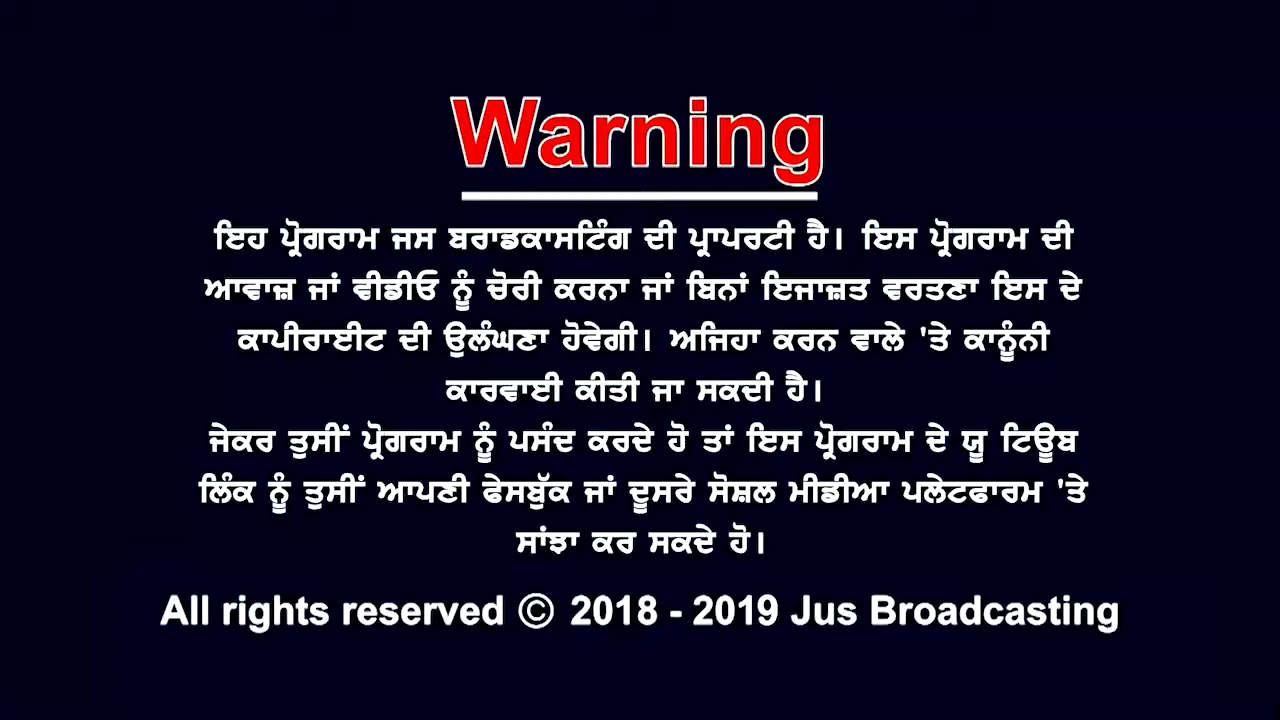 Warning
ਇਹ ਪ੍ਰੋਗਰਾਮ ਜਸ ਬਰਾਡਕਾਸਟਿੰਗ ਦੀ ਪ੍ਰਾਪਰਟੀ ਹੈ। ਇਸ ਪ੍ਰੋਗਰਾਮ ਦੀ
ਆਵਾਜ਼ ਜਾਂ ਵੀਡੀਓ ਨੂੰ ਚੋਰੀ ਕਰਨਾ ਜਾਂ ਬਿਨਾਂ ਇਜਾਜ਼ਤ ਵਰਤਣਾ ਇਸ ਦੇ
ਕਾਪੀਰਾਈਟ ਦੀ ਉਲੰਘਣਾ ਹੋਵੇਗੀ। ਅਜਿਹਾ ਕਰਨ ਵਾਲੇ 'ਤੇ ਕਾਨੂੰਨੀ
ਕਾਰਵਾਈ ਕੀਤੀ ਜਾ ਸਕਦੀ ਹੈ।
ਜੇਕਰ ਤੁਸੀਂ ਪ੍ਰੋਗਰਾਮ ਨੂੰ ਪਸੰਦ ਕਰਦੇ ਹੋ ਤਾਂ ਇਸ ਪ੍ਰੋਗਰਾਮ ਦੇ ਯੂ ਟਿਊਬ
ਲਿੰਕ ਨੂੰ ਤੁਸੀਂ ਆਪਣੀ ਫੇਸਬੁੱਕ ਜਾਂ ਦੂਸਰੇ ਸੋਸ਼ਲ ਮੀਡੀਆ ਪਲੇਟਫਾਰਮ 'ਤੇ
ਸਾਂਝਾ ਕਰ ਸਕਦੇ ਹੋ।
All rights reserved © 2018 - 2019 Jus Broadcasting